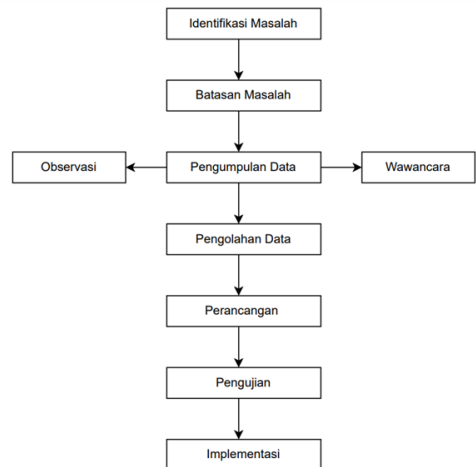 Identifikasi Masalah
Batasan Masalah
Observasi
Pengumpulan Data
Wawancara
Pengolahan Data
Perancangan
Pengujian
Implementasi